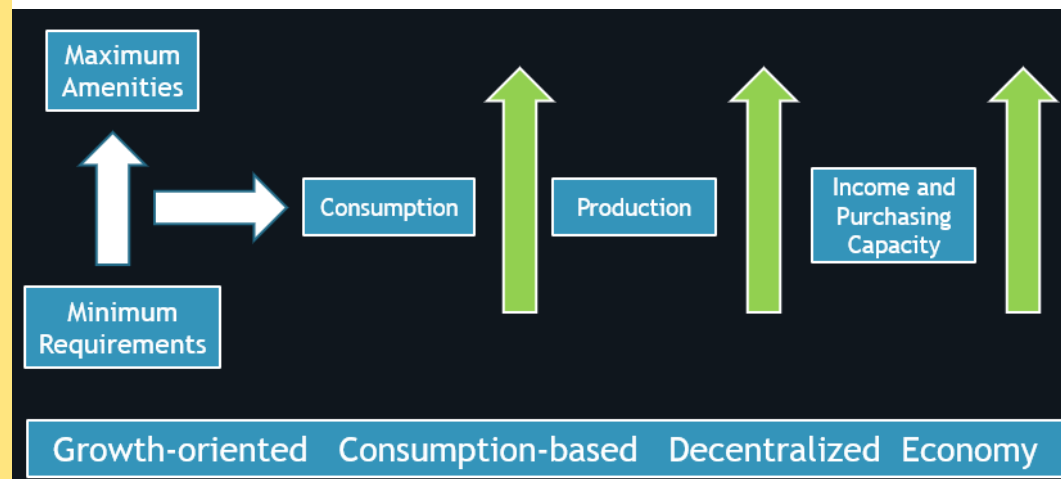 Maximum
Amenities
Consumption
Production
Income and
Purchasing
Capacity
Minimum
Requirements
Growth-oriented Consumption-based Decentralized Economy